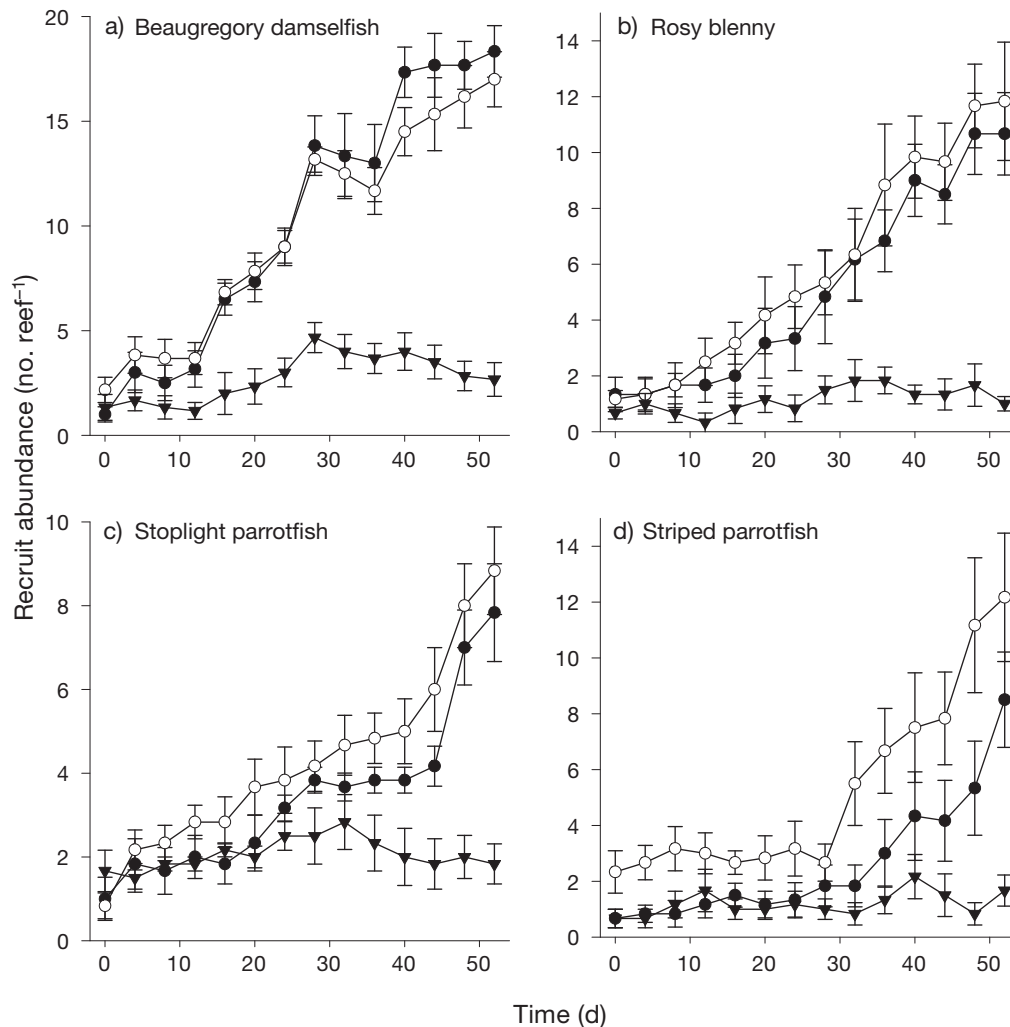 a) Beaugregory damselfish
20
15
10
5
0
0 10 20 30 40 50
b) Rosy blenny
14
12
10
8
6
4
2
0
0 10 20 30 40 50
c) Stoplight parrotfish
10
8
6
4
2
0
0 10 20 30 40 50
d) Striped parrotfish
14
12
10
8
6
4
2
0
0 10 20 30 40 50
Recruit abundance (no. reef⁻¹)
Time (d)